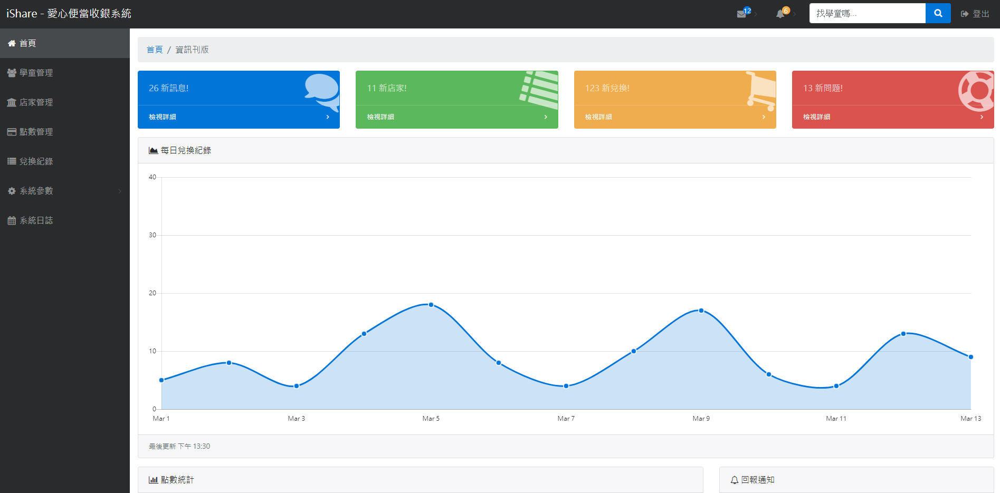 iShare - 愛心便當收銀系統
12
6
找學童嗎...
登出
首頁
學童管理
店家管理
點數管理
兌換紀錄
系統參數
系統日誌
首頁 / 資訊刊版
26 新訊息!
檢視詳細
11 新店家!
檢視詳細
123 新兌換!
檢視詳細
13 新問題!
檢視詳細
每日兌換紀錄
40
30
20
10
0
Mar 1 Mar 3 Mar 5 Mar 7 Mar 9 Mar 11 Mar 13
最後更新 下午 13:30
點數統計
回報通知